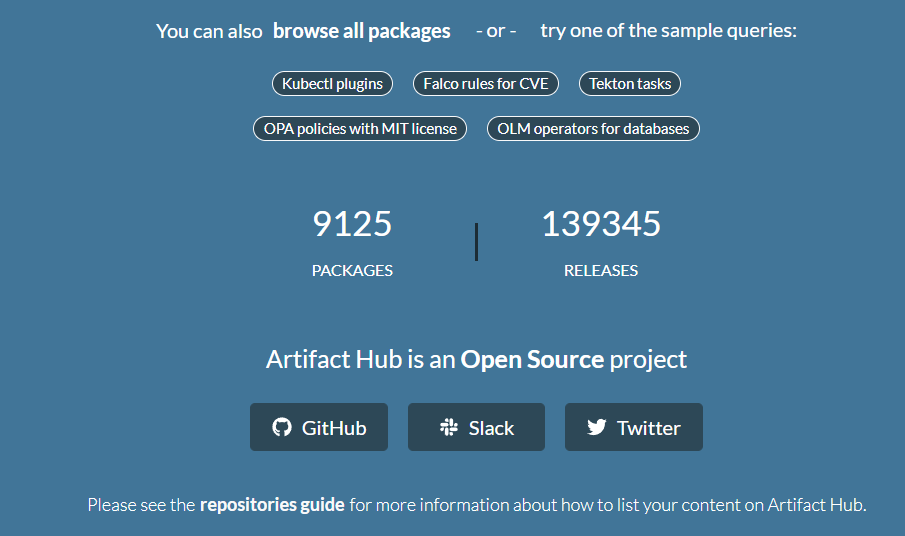 You can also browse all packages - or - try one of the sample queries:
Kubectl plugins Falco rules for CVE Tekton tasks
OPA policies with MIT license OLM operators for databases
9125 139345
PACKAGES RELEASES
Artifact Hub is an Open Source project
GitHub Slack Twitter
Please see the repositories guide for more information about how to list your content on Artifact Hub.